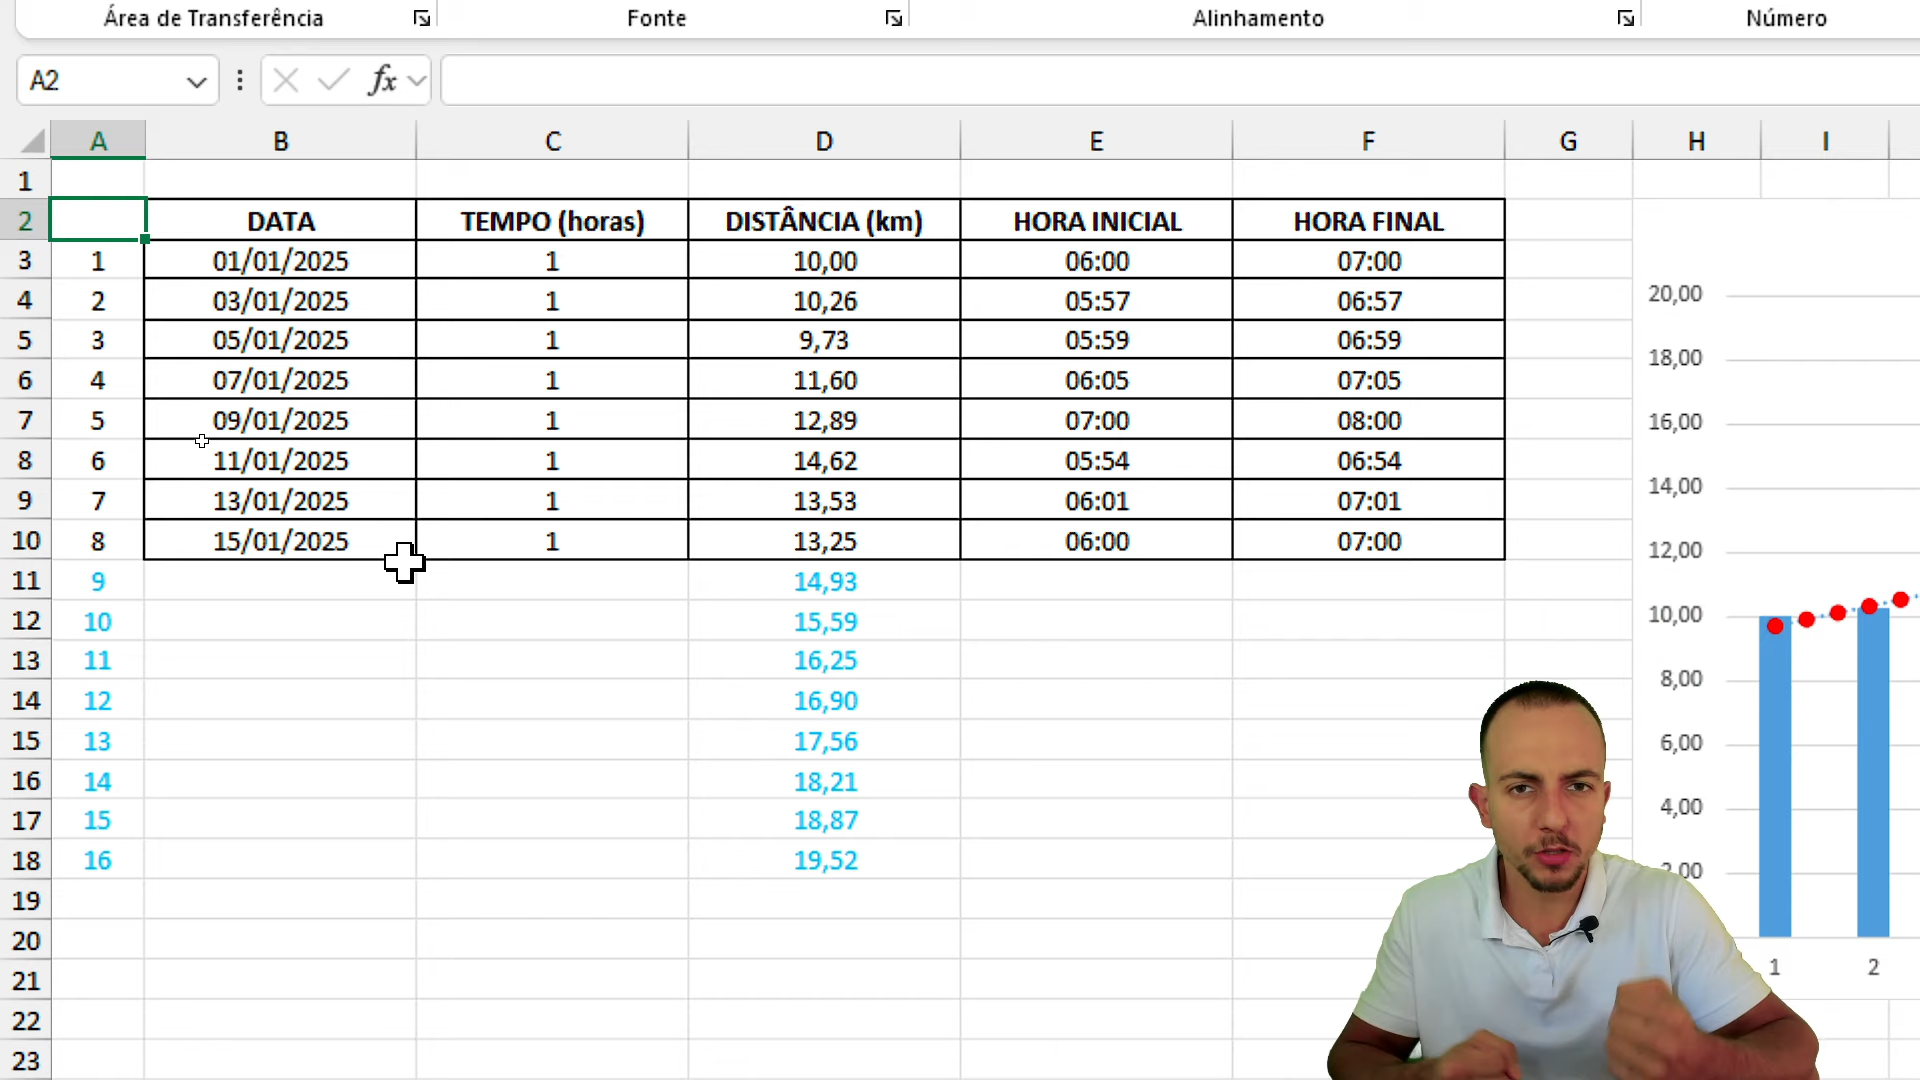 Área de Transferência Fonte Alinhamento Número
A2 fx
A B C D E F G H I
1
2 DATA TEMPO (horas) DISTÂNCIA (km) HORA INICIAL HORA FINAL
3 1 01/01/2025 1 10,00 06:00 07:00
4 2 03/01/2025 1 10,26 05:57 06:57
5 3 05/01/2025 1 9,73 05:59 06:59
6 4 07/01/2025 1 11,60 06:05 07:05
7 5 09/01/2025 1 12,89 07:00 08:00
8 6 11/01/2025 1 14,62 05:54 06:54
9 7 13/01/2025 1 13,53 06:01 07:01
10 8 15/01/2025 1 13,25 06:00 07:00
11 9 14,93
12 10 15,59
13 11 16,25
14 12 16,90
15 13 17,56
16 14 18,21
17 15 18,87
18 16 19,52
19
20
21
22
23
20,00
18,00
16,00
14,00
12,00
10,00
8,00
6,00
4,00
2,00
1 2